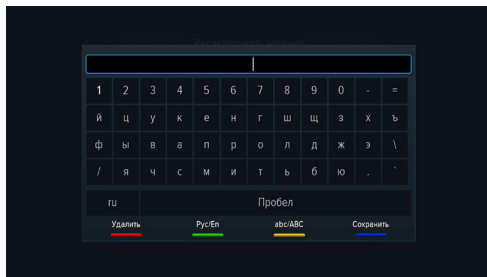 1 2 3 4 5 6 7 8 9 0 - =
й ц у к е н г ш щ з х ъ
ф ы в а п р о л д ж э \
/ я ч с м и т ь б ю . `
ru Пробел
Удалить Рус/En abc/ABC Сохранить